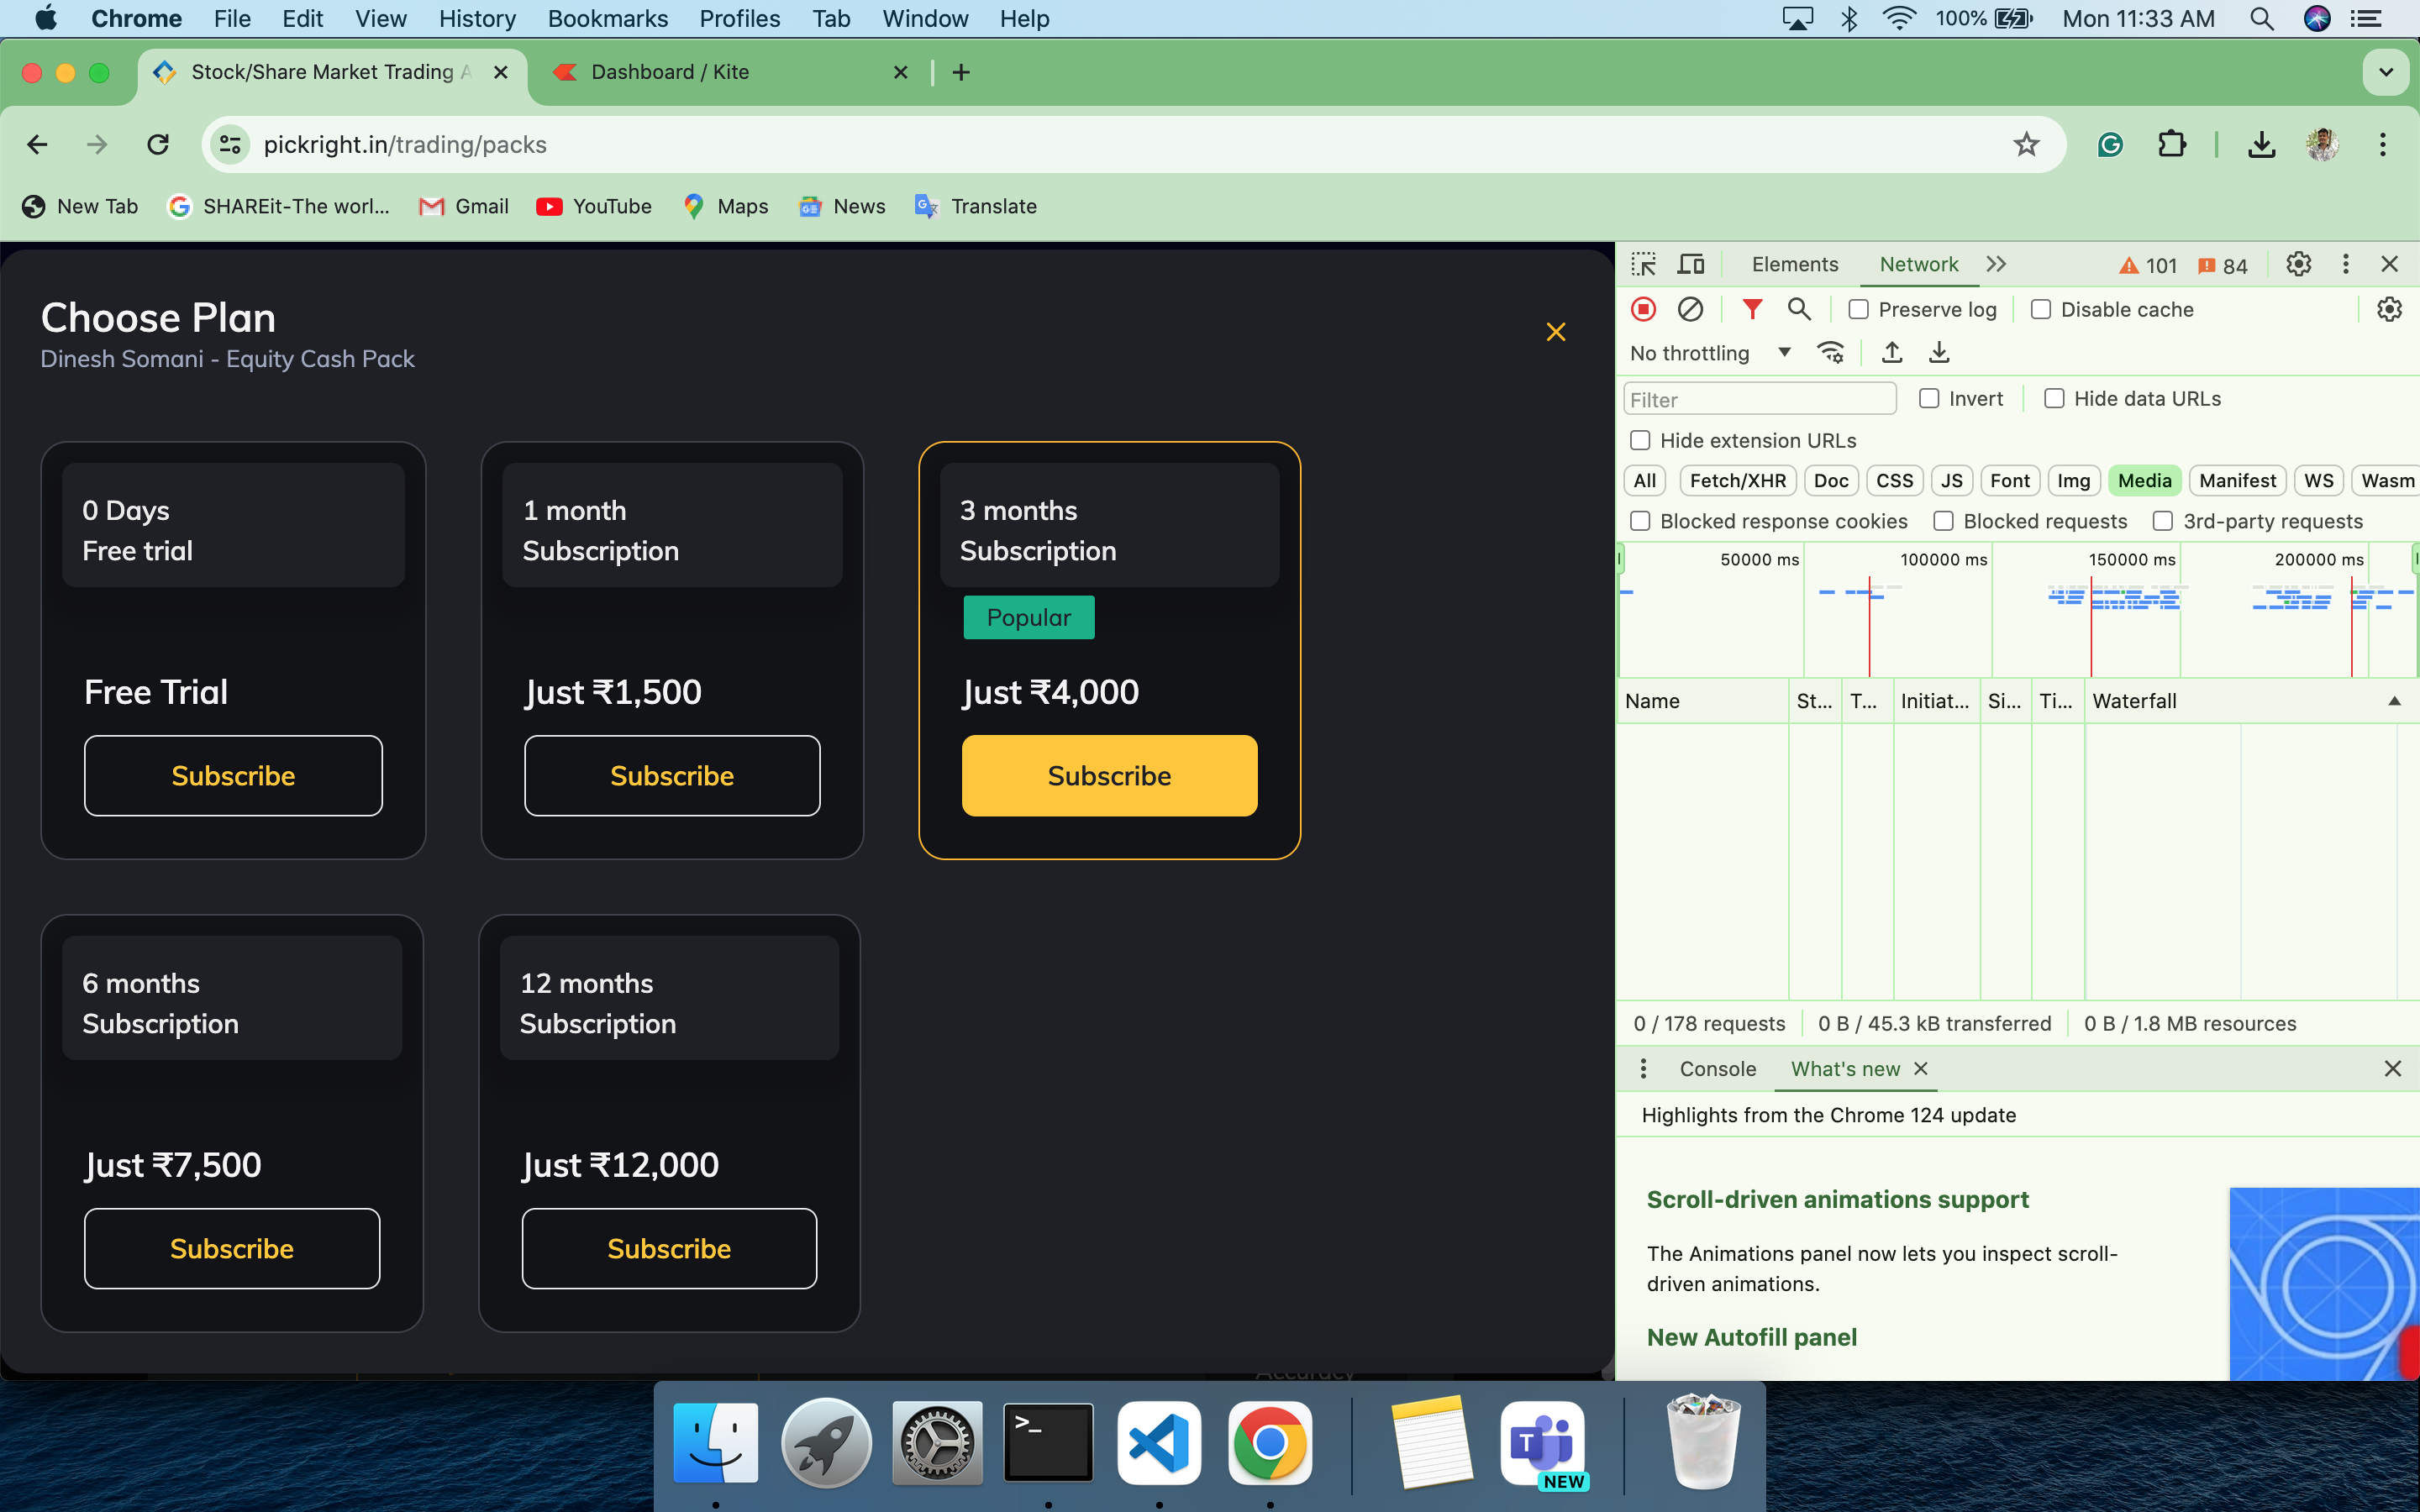 Chrome File Edit View History Bookmarks Profiles Tab Window Help 100% Mon 11:33 AM
Stock/Share Market Trading A Dashboard / Kite
pickright.in/trading/packs
New Tab SHAREit-The worl... Gmail YouTube Maps News Translate
Choose Plan
Dinesh Somani - Equity Cash Pack
0 Days
Free trial
Free Trial
Subscribe
1 month
Subscription
Just ₹1,500
Subscribe
3 months
Subscription
Popular
Just ₹4,000
Subscribe
6 months
Subscription
Just ₹7,500
Subscribe
12 months
Subscription
Just ₹12,000
Subscribe
Accuracy
Elements Network 101 84
Preserve log Disable cache
No throttling
Filter Invert Hide data URLs
Hide extension URLs
All Fetch/XHR Doc CSS JS Font Img Media Manifest WS Wasm
Blocked response cookies Blocked requests 3rd-party requests
50000 ms 100000 ms 150000 ms 200000 ms
Name St... T... Initiat... Si... Ti... Waterfall
0 / 178 requests 0 B / 45.3 kB transferred 0 B / 1.8 MB resources
Console What's new
Highlights from the Chrome 124 update
Scroll-driven animations support
The Animations panel now lets you inspect scroll-
driven animations.
New Autofill panel
>_
T
NEW